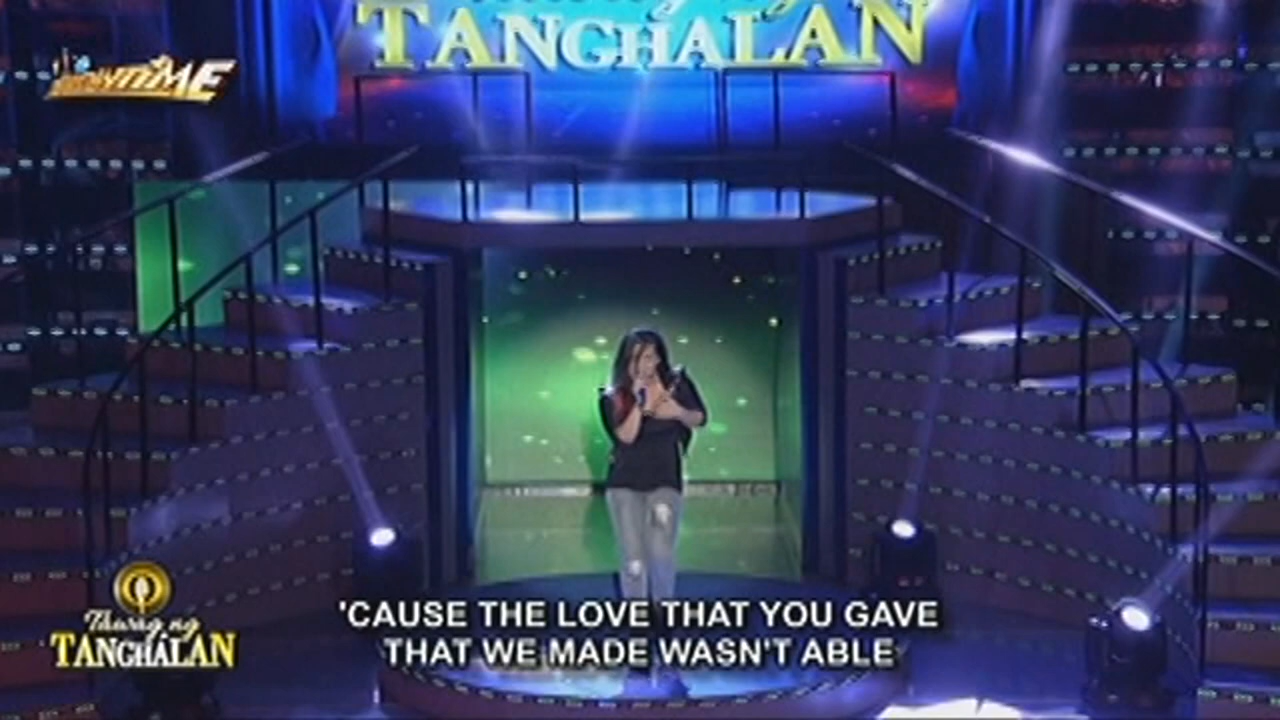 TANGHALAN
SHOWTIME
Tawag ng
TANGHALAN
'CAUSE THE LOVE THAT YOU GAVE
THAT WE MADE WASN'T ABLE